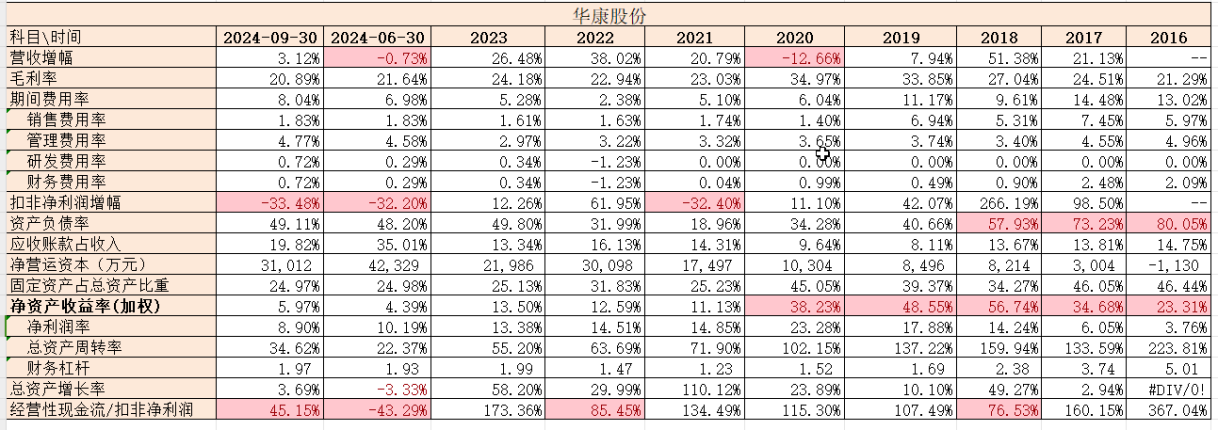 华康股份
科目\时间 2024-09-30 2024-06-30 2023 2022 2021 2020 2019 2018 2017 2016
营收增幅 3.12% -0.73% 26.48% 38.02% 20.79% -12.66% 7.94% 51.38% 21.13% --
毛利率 20.89% 21.64% 24.18% 22.94% 23.03% 34.97% 33.85% 27.04% 24.51% 21.29%
期间费用率 8.04% 6.98% 5.28% 2.38% 5.10% 6.04% 11.17% 9.61% 14.48% 13.02%
销售费用率 1.83% 1.83% 1.61% 1.63% 1.74% 1.40% 6.94% 5.31% 7.45% 5.97%
管理费用率 4.77% 4.58% 2.97% 3.22% 3.32% 3.65% 3.74% 3.40% 4.55% 4.96%
研发费用率 0.72% 0.29% 0.34% -1.23% 0.00% 0.00% 0.00% 0.00% 0.00% 0.00%
财务费用率 0.72% 0.29% 0.34% -1.23% 0.04% 0.99% 0.49% 0.90% 2.48% 2.09%
扣非净利润增幅 -33.48% -32.20% 12.26% 61.95% -32.40% 11.10% 42.07% 266.19% 98.50% --
资产负债率 49.11% 48.20% 49.80% 31.99% 18.96% 34.28% 40.66% 57.93% 73.23% 80.05%
应收账款占收入 19.82% 35.01% 13.34% 16.13% 14.31% 9.64% 8.11% 13.67% 13.81% 14.75%
净营运资本（万元） 31,012 42,329 21,986 30,098 17,497 10,304 8,496 8,214 3,004 -1,130
固定资产占总资产比重 24.97% 24.98% 25.13% 31.83% 25.23% 45.05% 39.37% 34.27% 46.05% 46.44%
净资产收益率(加权) 5.97% 4.39% 13.50% 12.59% 11.13% 38.23% 48.55% 56.74% 34.68% 23.31%
净利润率 8.90% 10.19% 13.38% 14.51% 14.85% 23.28% 17.88% 14.24% 6.05% 3.76%
总资产周转率 34.62% 22.37% 55.20% 63.69% 71.90% 102.15% 137.22% 159.94% 133.59% 223.81%
财务杠杆 1.97 1.93 1.99 1.47 1.23 1.52 1.69 2.38 3.74 5.01
总资产增长率 3.69% -3.33% 58.20% 29.99% 110.12% 23.89% 10.10% 49.27% 2.94% #DIV/0!
经营性现金流/扣非净利润 45.15% -43.29% 173.36% 85.45% 134.49% 115.30% 107.49% 76.53% 160.15% 367.04%